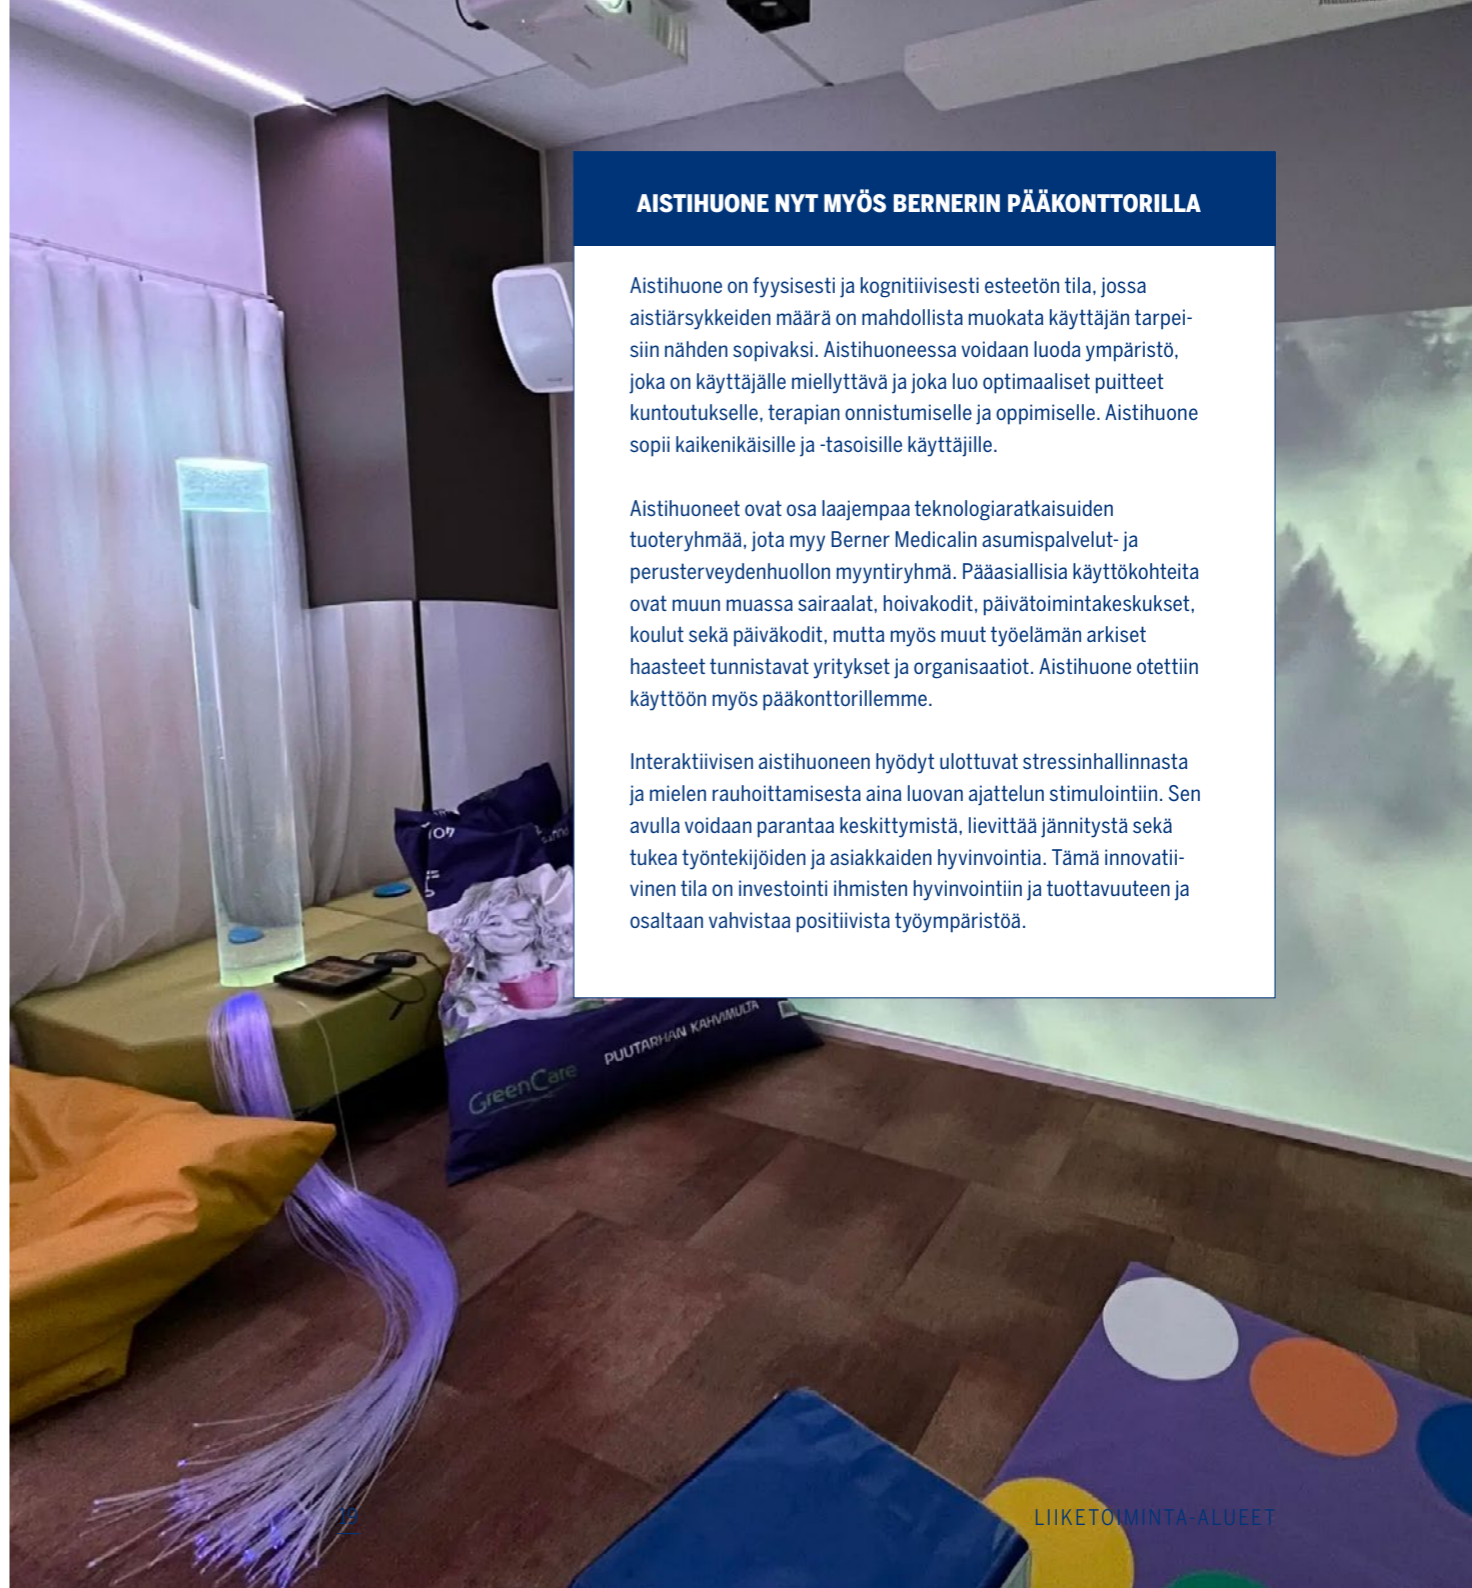 AISTIHUONE NYT MYÖS BERNERIN PÄÄKONTTORILLA
Aistihuone on fyysisesti ja kognitiivisesti esteetön tila, jossa
aistiärsykkeiden määrä on mahdollista muokata käyttäjän tarpei-
siin nähden sopivaksi. Aistihuoneessa voidaan luoda ympäristö,
joka on käyttäjälle miellyttävä ja joka luo optimaaliset puitteet
kuntoutukselle, terapian onnistumiselle ja oppimiselle. Aistihuone
sopii kaikenikäisille ja -tasoisille käyttäjille.
Aistihuoneet ovat osa laajempaa teknologiaratkaisuiden
tuoteryhmää, jota myy Berner Medicalin asumispalvelut- ja
perusterveydenhuollon myyntiryhmä. Pääasiallisia käyttökohteita
ovat muun muassa sairaalat, hoivakodit, päivätoimintakeskukset,
koulut sekä päiväkodit, mutta myös muut työelämän arkiset
haasteet tunnistavat yritykset ja organisaatiot. Aistihuone otettiin
käyttöön myös pääkonttorillemme.
Interaktiivisen aistihuoneen hyödyt ulottuvat stressinhallinnasta
ja mielen rauhoittamisesta aina luovan ajattelun stimulointiin. Sen
avulla voidaan parantaa keskittymistä, lievittää jännitystä sekä
tukea työntekijöiden ja asiakkaiden hyvinvointia. Tämä innovatii-
vinen tila on investointi ihmisten hyvinvointiin ja tuottavuuteen ja
osaltaan vahvistaa positiivista työympäristöä.
GreenCare
PUUTARHAN KAHVIMULTA
LIIKETOIMINTA-ALUEET